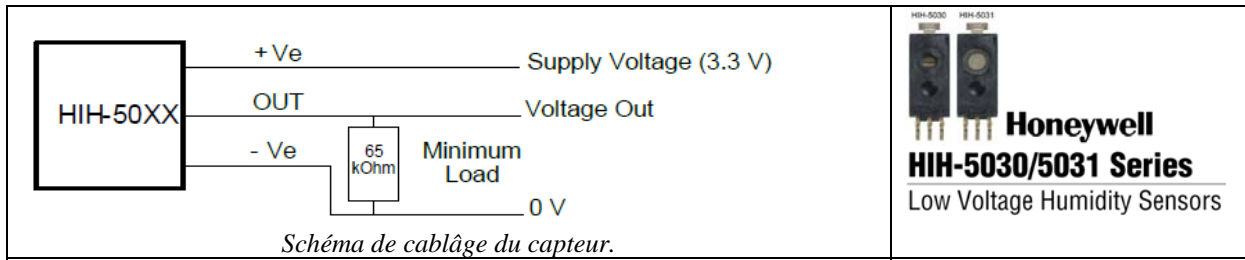 + Ve
Supply Voltage (3.3 V)
OUT
Voltage Out
HIH-50XX
- Ve
65
kOhm
Minimum
Load
0 V
Schéma de cablâge du capteur.
HIH-5030 HIH-5031
Honeywell
HIH-5030/5031 Series
Low Voltage Humidity Sensors